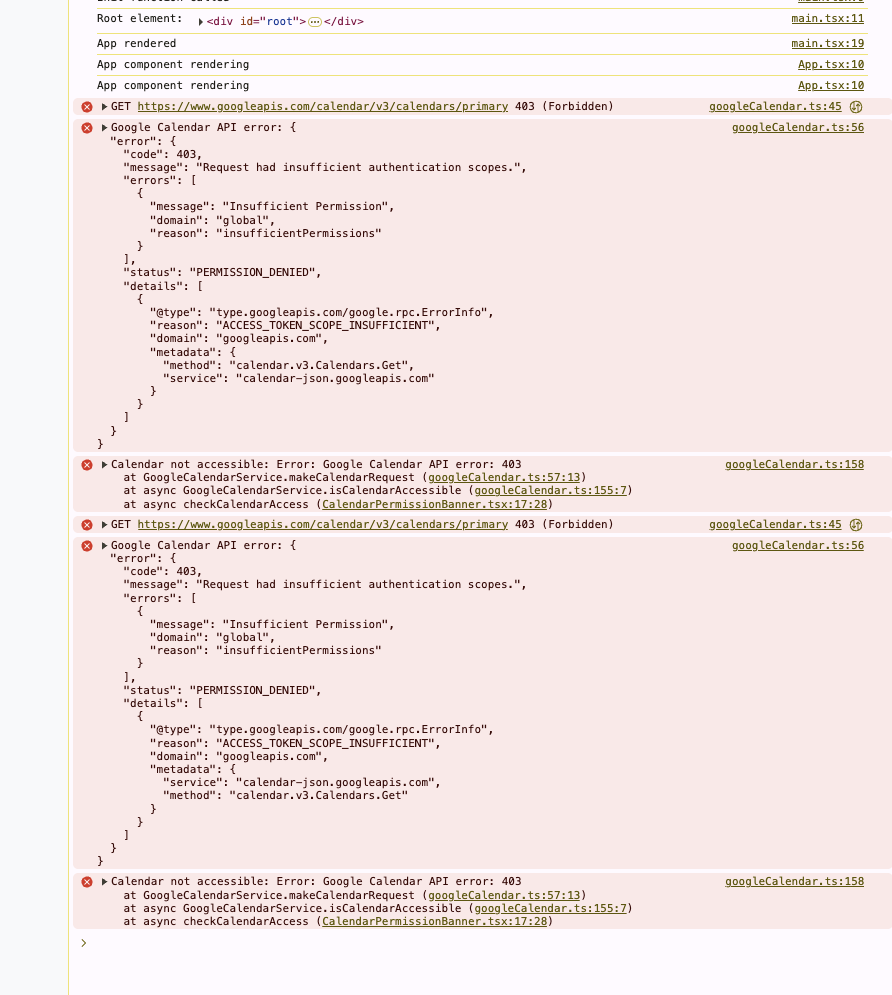 Root element: ▸<div id="root">…</div> main.tsx:11
App rendered main.tsx:19
App component rendering App.tsx:10
App component rendering App.tsx:10
▸GET https://www.googleapis.com/calendar/v3/calendars/primary 403 (Forbidden) googleCalendar.ts:45
▸Google Calendar API error: { googleCalendar.ts:56
"error": {
"code": 403,
"message": "Request had insufficient authentication scopes.",
"errors": [
{
"message": "Insufficient Permission",
"domain": "global",
"reason": "insufficientPermissions"
}
],
"status": "PERMISSION_DENIED",
"details": [
{
"@type": "type.googleapis.com/google.rpc.ErrorInfo",
"reason": "ACCESS_TOKEN_SCOPE_INSUFFICIENT",
"domain": "googleapis.com",
"metadata": {
"method": "calendar.v3.Calendars.Get",
"service": "calendar-json.googleapis.com"
}
}
]
}
}
▸Calendar not accessible: Error: Google Calendar API error: 403 googleCalendar.ts:158
at GoogleCalendarService.makeCalendarRequest (googleCalendar.ts:57:13)
at async GoogleCalendarService.isCalendarAccessible (googleCalendar.ts:155:7)
at async checkCalendarAccess (CalendarPermissionBanner.tsx:17:28)
▸GET https://www.googleapis.com/calendar/v3/calendars/primary 403 (Forbidden) googleCalendar.ts:45
▸Google Calendar API error: { googleCalendar.ts:56
"error": {
"code": 403,
"message": "Request had insufficient authentication scopes.",
"errors": [
{
"message": "Insufficient Permission",
"domain": "global",
"reason": "insufficientPermissions"
}
],
"status": "PERMISSION_DENIED",
"details": [
{
"@type": "type.googleapis.com/google.rpc.ErrorInfo",
"reason": "ACCESS_TOKEN_SCOPE_INSUFFICIENT",
"domain": "googleapis.com",
"metadata": {
"service": "calendar-json.googleapis.com",
"method": "calendar.v3.Calendars.Get"
}
}
]
}
}
▸Calendar not accessible: Error: Google Calendar API error: 403 googleCalendar.ts:158
at GoogleCalendarService.makeCalendarRequest (googleCalendar.ts:57:13)
at async GoogleCalendarService.isCalendarAccessible (googleCalendar.ts:155:7)
at async checkCalendarAccess (CalendarPermissionBanner.tsx:17:28)